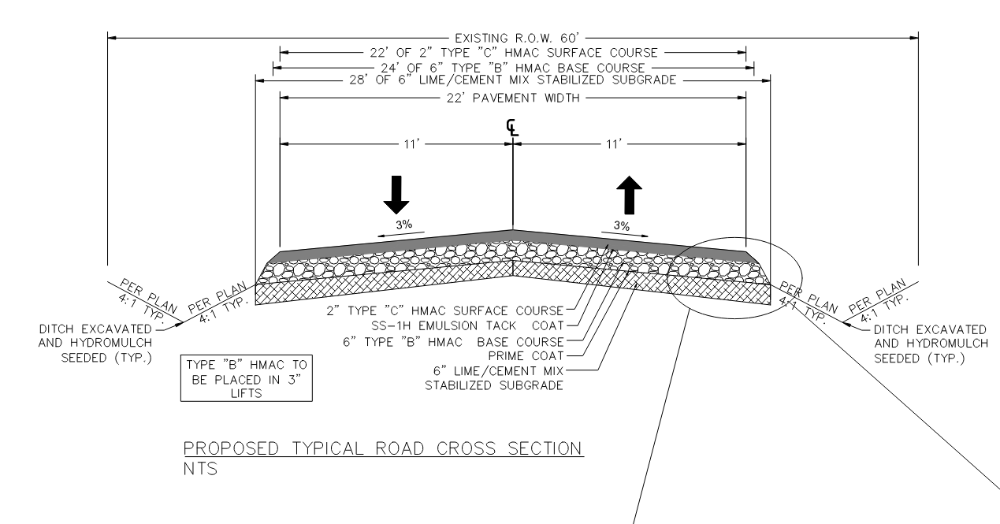 EXISTING R.O.W. 60'
22' OF 2" TYPE "C" HMAC SURFACE COURSE
24' OF 6" TYPE "B" HMAC BASE COURSE
28' OF 6" LIME/CEMENT MIX STABILIZED SUBGRADE
22' PAVEMENT WIDTH
℄
11'
11'
3%
3%
PER PLAN
4:1 TYP.
PER PLAN
4:1 TYP.
PER PLAN
4:1 TYP.
PER PLAN
4:1 TYP.
DITCH EXCAVATED
AND HYDROMULCH
SEEDED (TYP.)
2" TYPE "C" HMAC SURFACE COURSE
SS-1H EMULSION TACK COAT
6" TYPE "B" HMAC BASE COURSE
PRIME COAT
6" LIME/CEMENT MIX
STABILIZED SUBGRADE
DITCH EXCAVATED
AND HYDROMULCH
SEEDED (TYP.)
TYPE "B" HMAC TO
BE PLACED IN 3"
LIFTS
PROPOSED TYPICAL ROAD CROSS SECTION
NTS